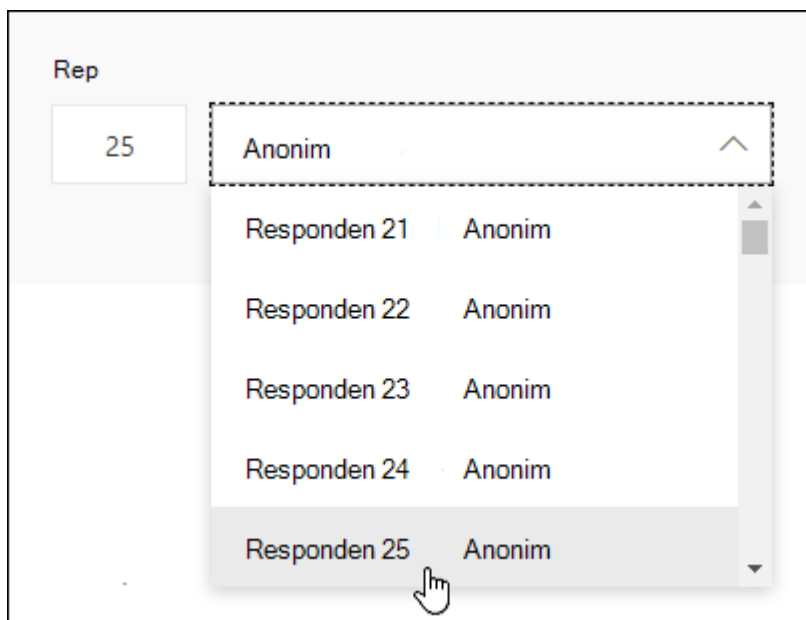 Rep
25 Anonim
Responden 21 Anonim
Responden 22 Anonim
Responden 23 Anonim
Responden 24 Anonim
Responden 25 Anonim